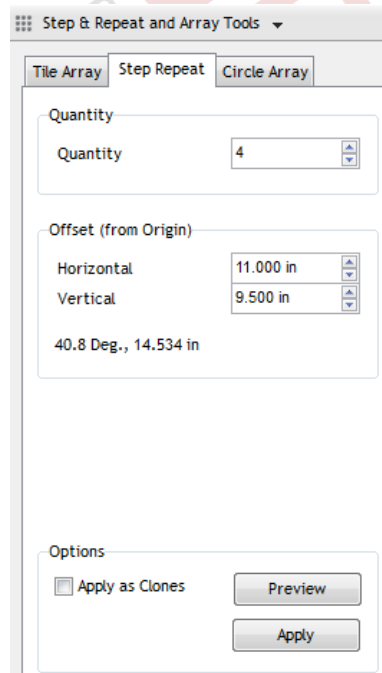 Step & Repeat and Array Tools
Tile Array Step Repeat Circle Array
Quantity
Quantity 4
Offset (from Origin)
Horizontal 11.000 in
Vertical 9.500 in
40.8 Deg., 14.534 in
Options
Apply as Clones Preview
Apply